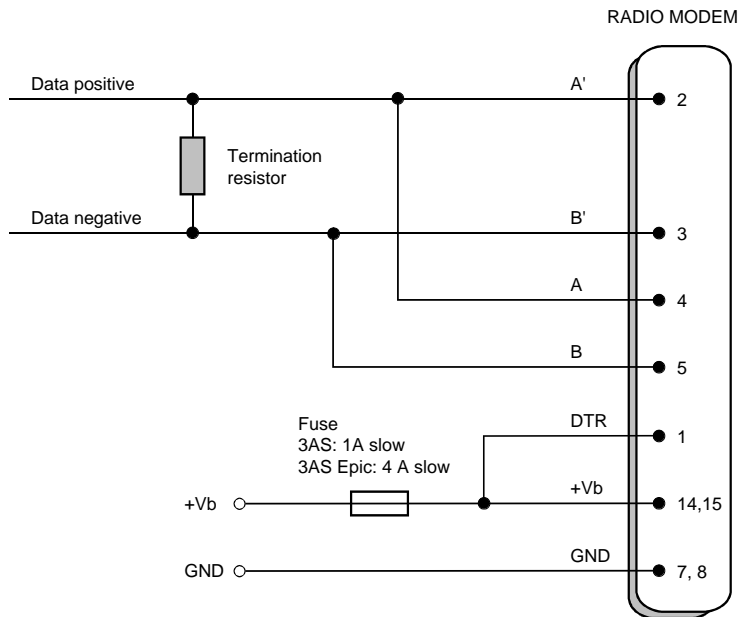 RADIO MODEM
Data positive
A'
2
Termination
resistor
Data negative
B'
3
A
4
B
5
Fuse
3AS: 1A slow
3AS Epic: 4 A slow
DTR
1
+Vb
+Vb
14,15
GND
GND
7, 8